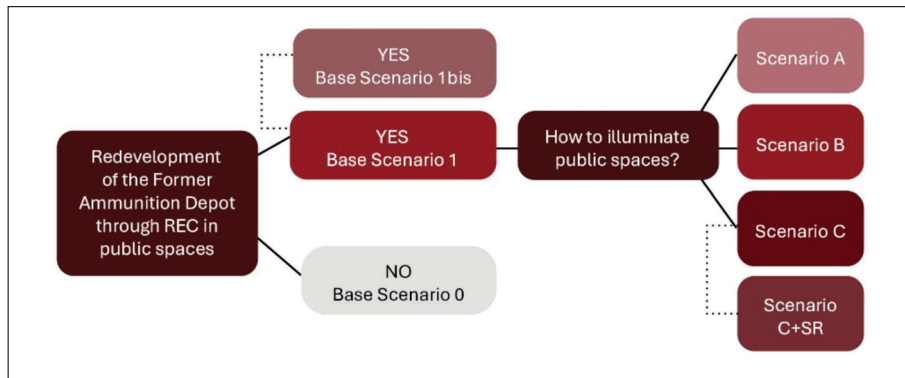 Redevelopment
of the Former
Ammunition Depot
through REC in
public spaces
YES
Base Scenario 1bis
YES
Base Scenario 1
NO
Base Scenario 0
How to illuminate
public spaces?
Scenario A
Scenario B
Scenario C
Scenario
C+SR